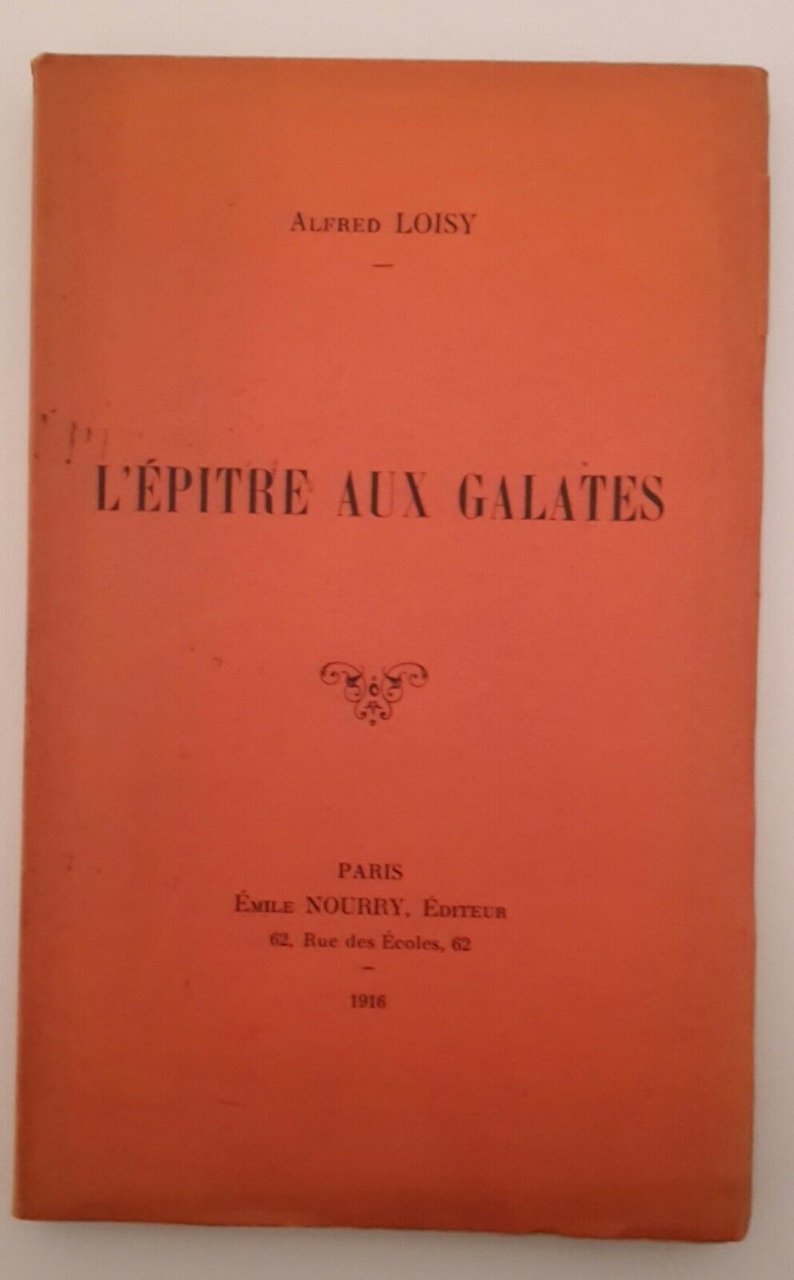 Alfred LOISY
L'ÉPITRE AUX GALATES
PARIS
Émile NOURRY, Éditeur
62, Rue des Écoles, 62
1916